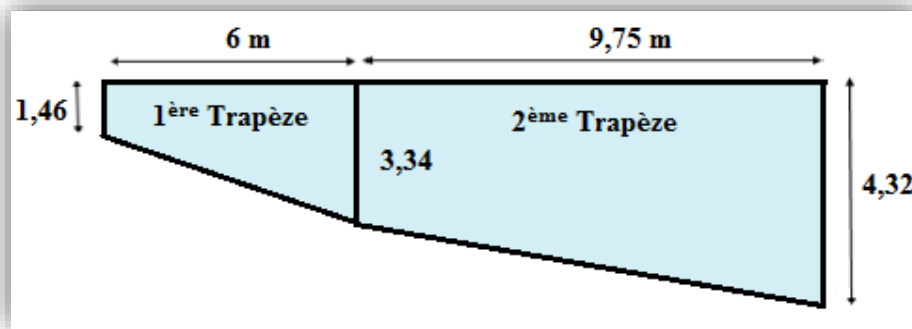 6 m
9,75 m
1,46
1ère Trapèze
2ème Trapèze
3,34
4,32